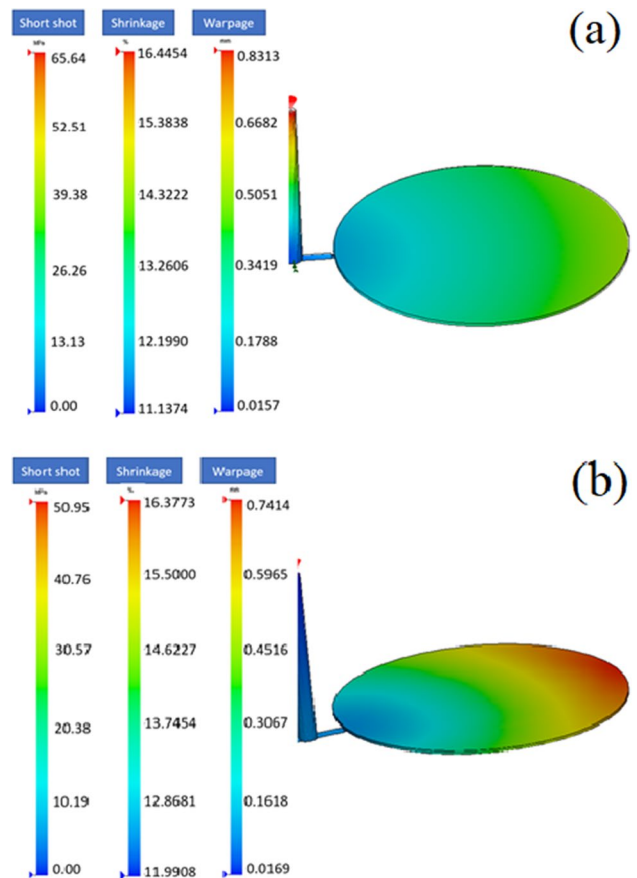 Short shot Shrinkage Warpage
(a)
MPa % mm
65.64 16.4454 0.8313
52.51 15.3838 0.6682
39.38 14.3222 0.5051
26.26 13.2606 0.3419
13.13 12.1990 0.1788
0.00 11.1374 0.0157
Short shot Shrinkage Warpage
(b)
MPa % mm
50.95 16.3773 0.7414
40.76 15.5000 0.5965
30.57 14.6227 0.4516
20.38 13.7454 0.3067
10.19 12.8681 0.1618
0.00 11.9908 0.0169